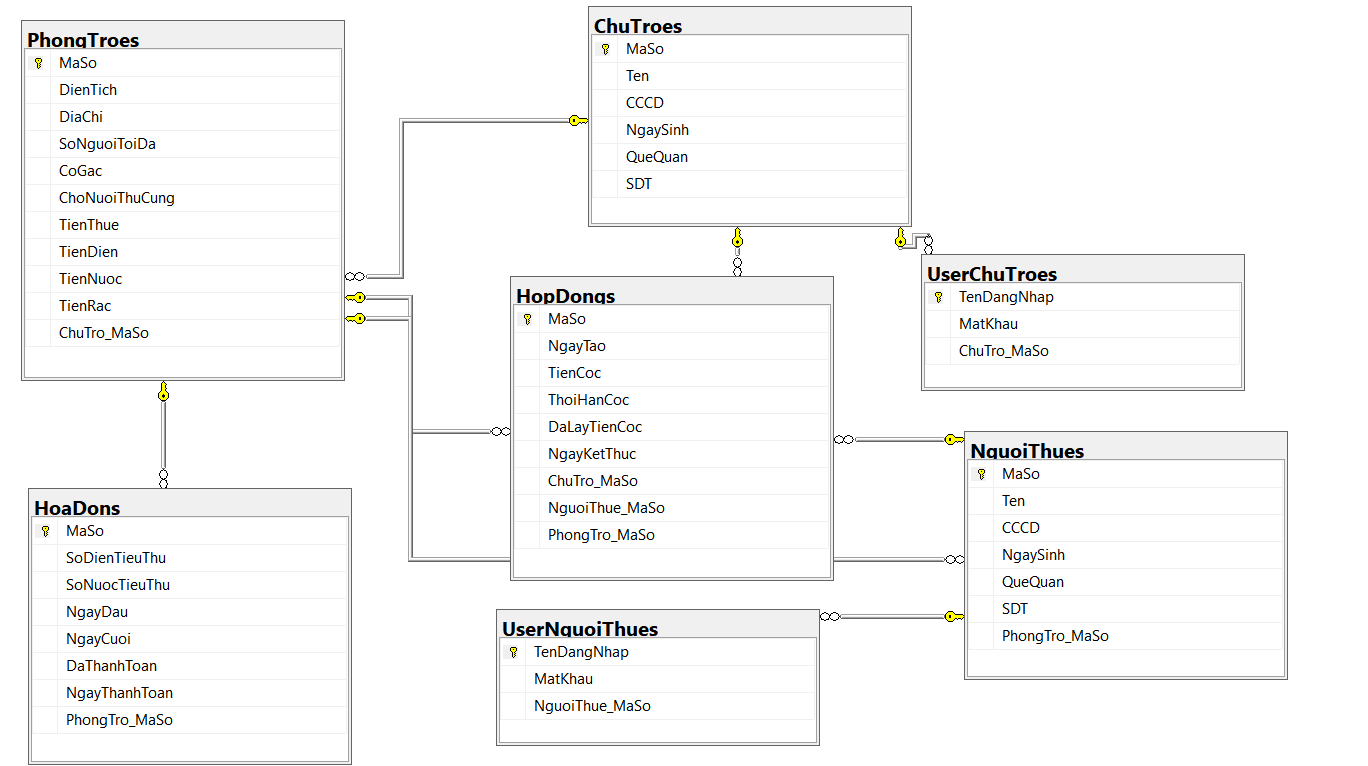 PhongTroes
MaSo
DienTich
DiaChi
SoNguoiToiDa
CoGac
ChoNuoiThuCung
TienThue
TienDien
TienNuoc
TienRac
ChuTro_MaSo
ChuTroes
MaSo
Ten
CCCD
NgaySinh
QueQuan
SDT
UserChuTroes
TenDangNhap
MatKhau
ChuTro_MaSo
HopDongs
MaSo
NgayTao
TienCoc
ThoiHanCoc
DaLayTienCoc
NgayKetThuc
ChuTro_MaSo
NguoiThue_MaSo
PhongTro_MaSo
NguoiThues
MaSo
Ten
CCCD
NgaySinh
QueQuan
SDT
PhongTro_MaSo
HoaDons
MaSo
SoDienTieuThu
SoNuocTieuThu
NgayDau
NgayCuoi
DaThanhToan
NgayThanhToan
PhongTro_MaSo
UserNguoiThues
TenDangNhap
MatKhau
NguoiThue_MaSo